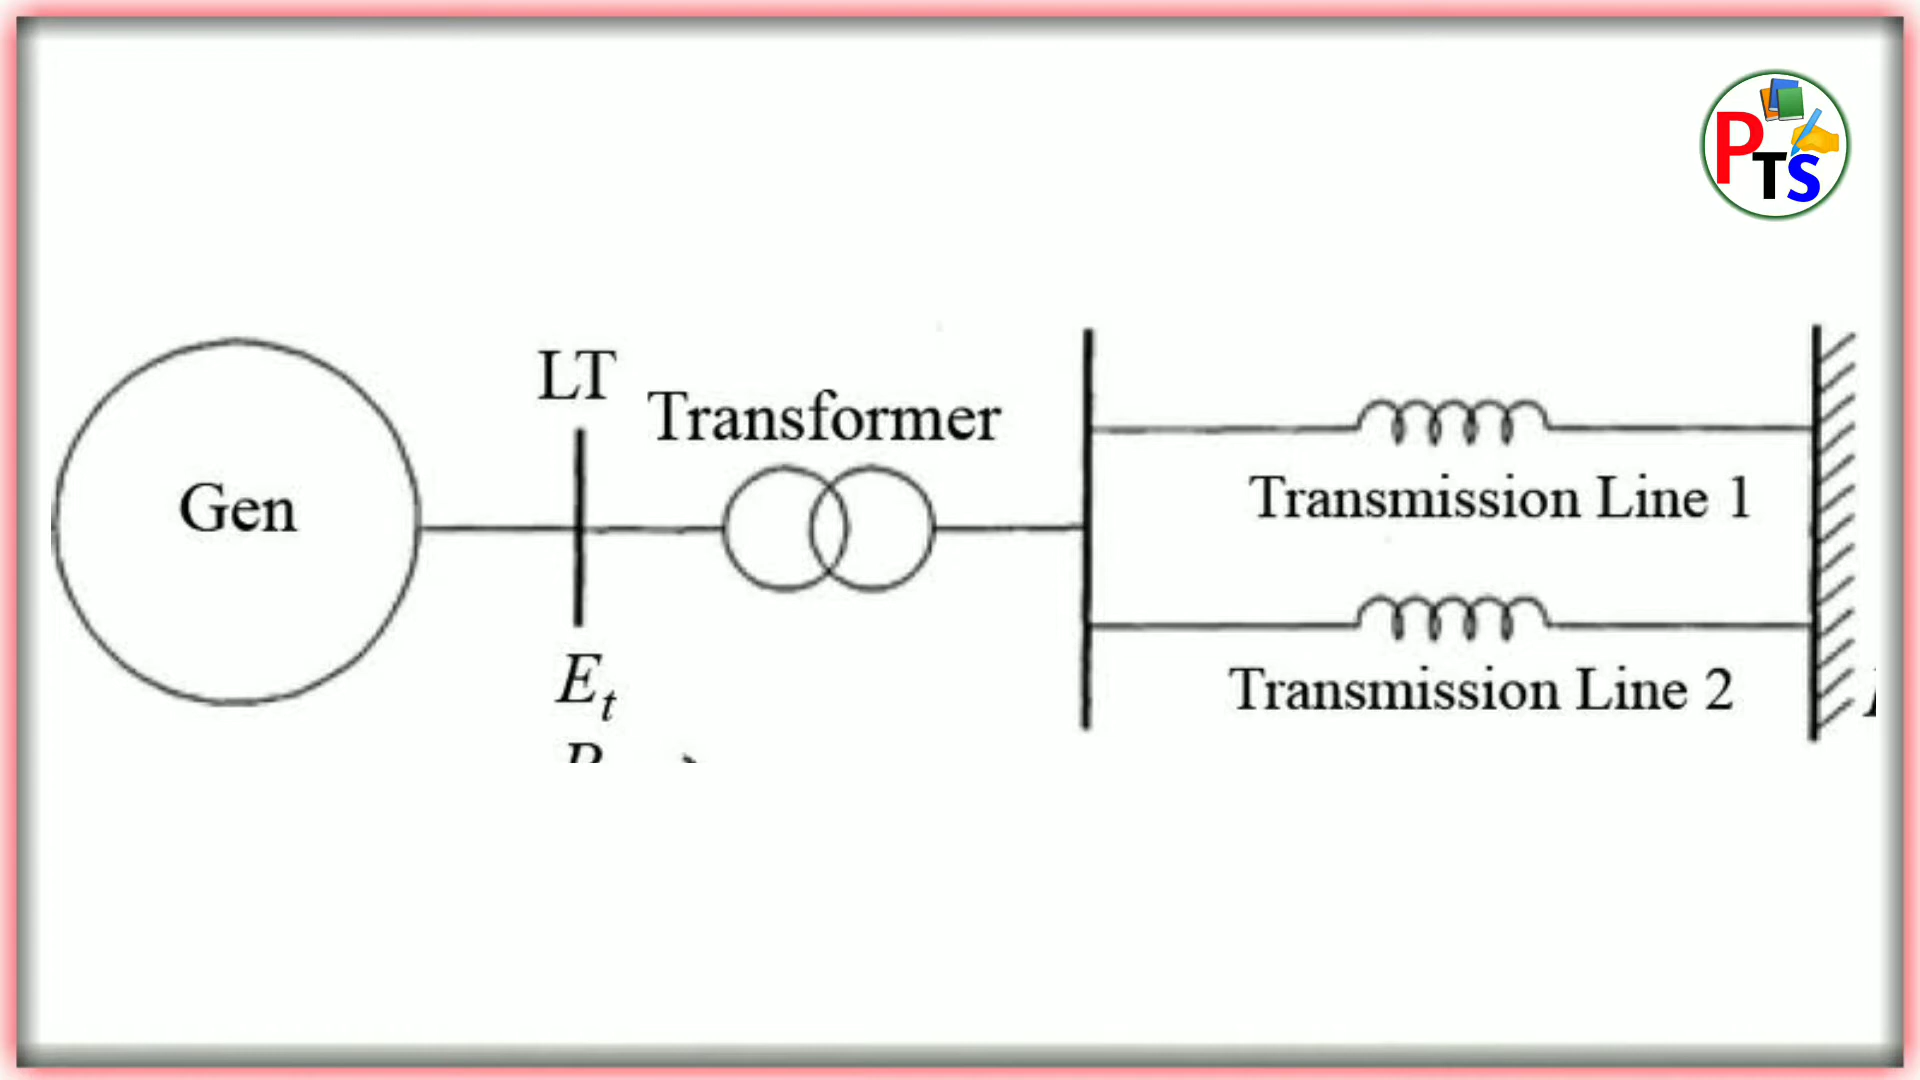 PTS
LT
Transformer
Gen
Transmission Line 1
E_t
Transmission Line 2